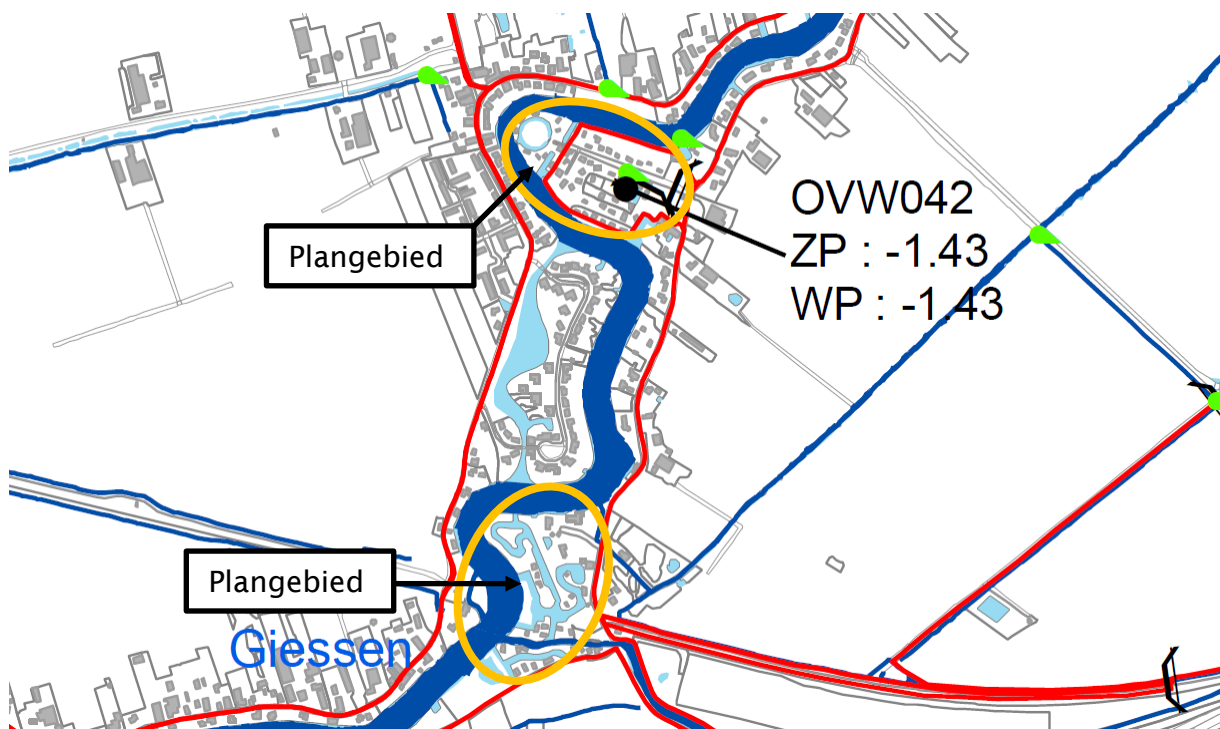 OVW042
ZP : -1.43
WP : -1.43
Plangebied
Plangebied
Giessen